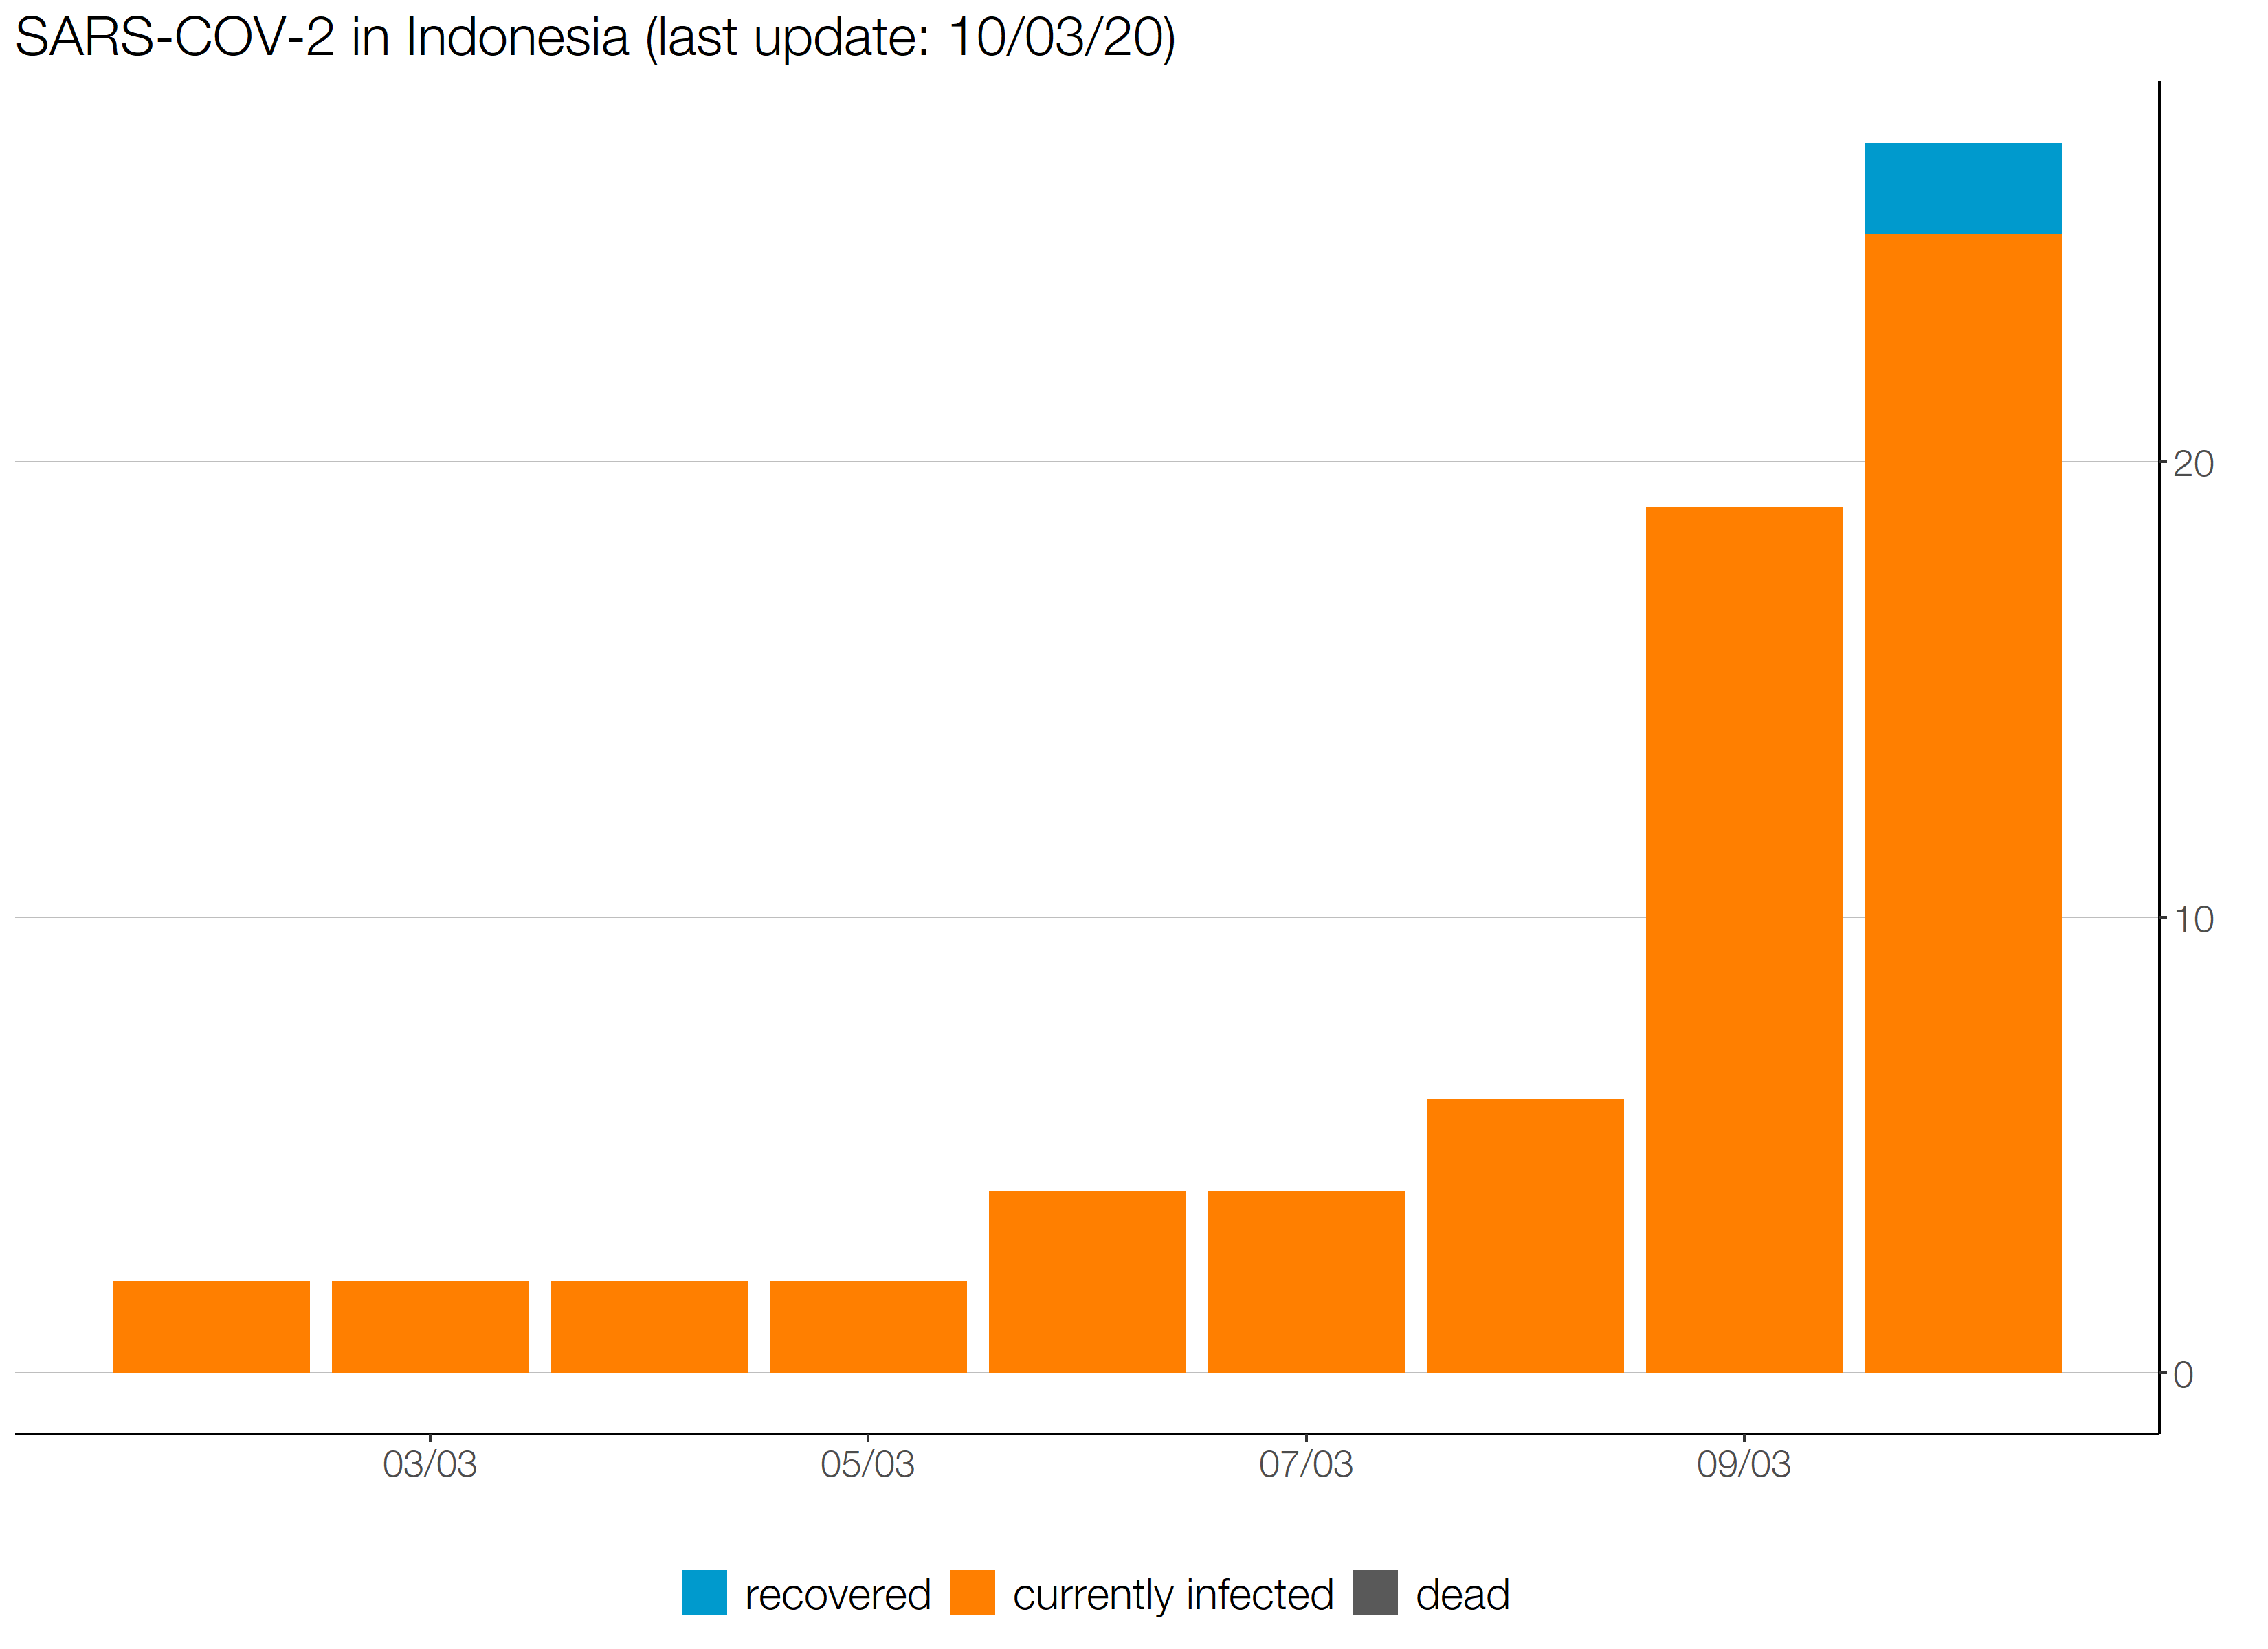 SARS-COV-2 in Indonesia (last update: 10/03/20)
20
10
0
03/03 05/03 07/03 09/03
recovered currently infected dead